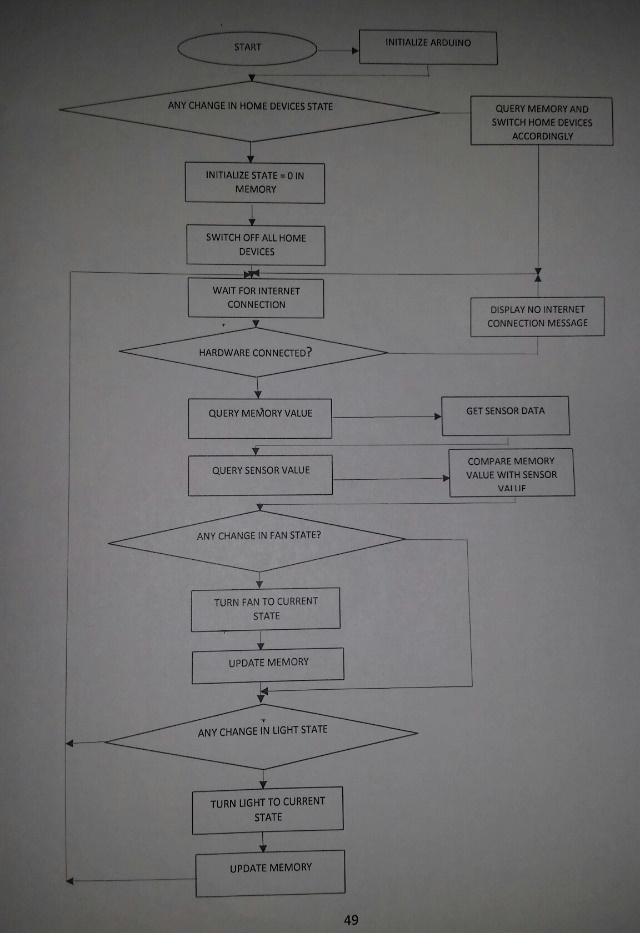 START
INITIALIZE ARDUINO
ANY CHANGE IN HOME DEVICES STATE
QUERY MEMORY AND
SWITCH HOME DEVICES
ACCORDINGLY
INITIALIZE STATE = 0 IN
MEMORY
SWITCH OFF ALL HOME
DEVICES
WAIT FOR INTERNET
CONNECTION
DISPLAY NO INTERNET
CONNECTION MESSAGE
HARDWARE CONNECTED?
QUERY MEMORY VALUE
GET SENSOR DATA
QUERY SENSOR VALUE
COMPARE MEMORY
VALUE WITH SENSOR
VALUE
ANY CHANGE IN FAN STATE?
TURN FAN TO CURRENT
STATE
UPDATE MEMORY
ANY CHANGE IN LIGHT STATE
TURN LIGHT TO CURRENT
STATE
UPDATE MEMORY
49